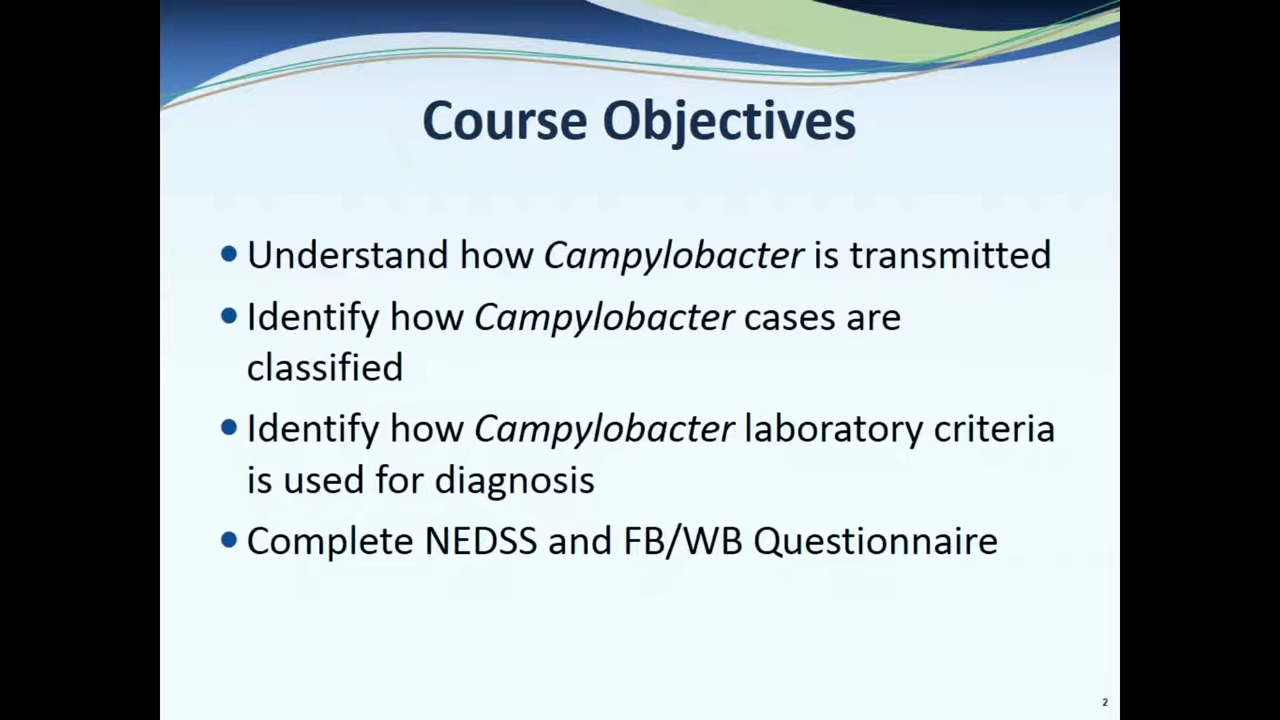 Course Objectives
• Understand how Campylobacter is transmitted
• Identify how Campylobacter cases are
classified
• Identify how Campylobacter laboratory criteria
is used for diagnosis
• Complete NEDSS and FB/WB Questionnaire
2